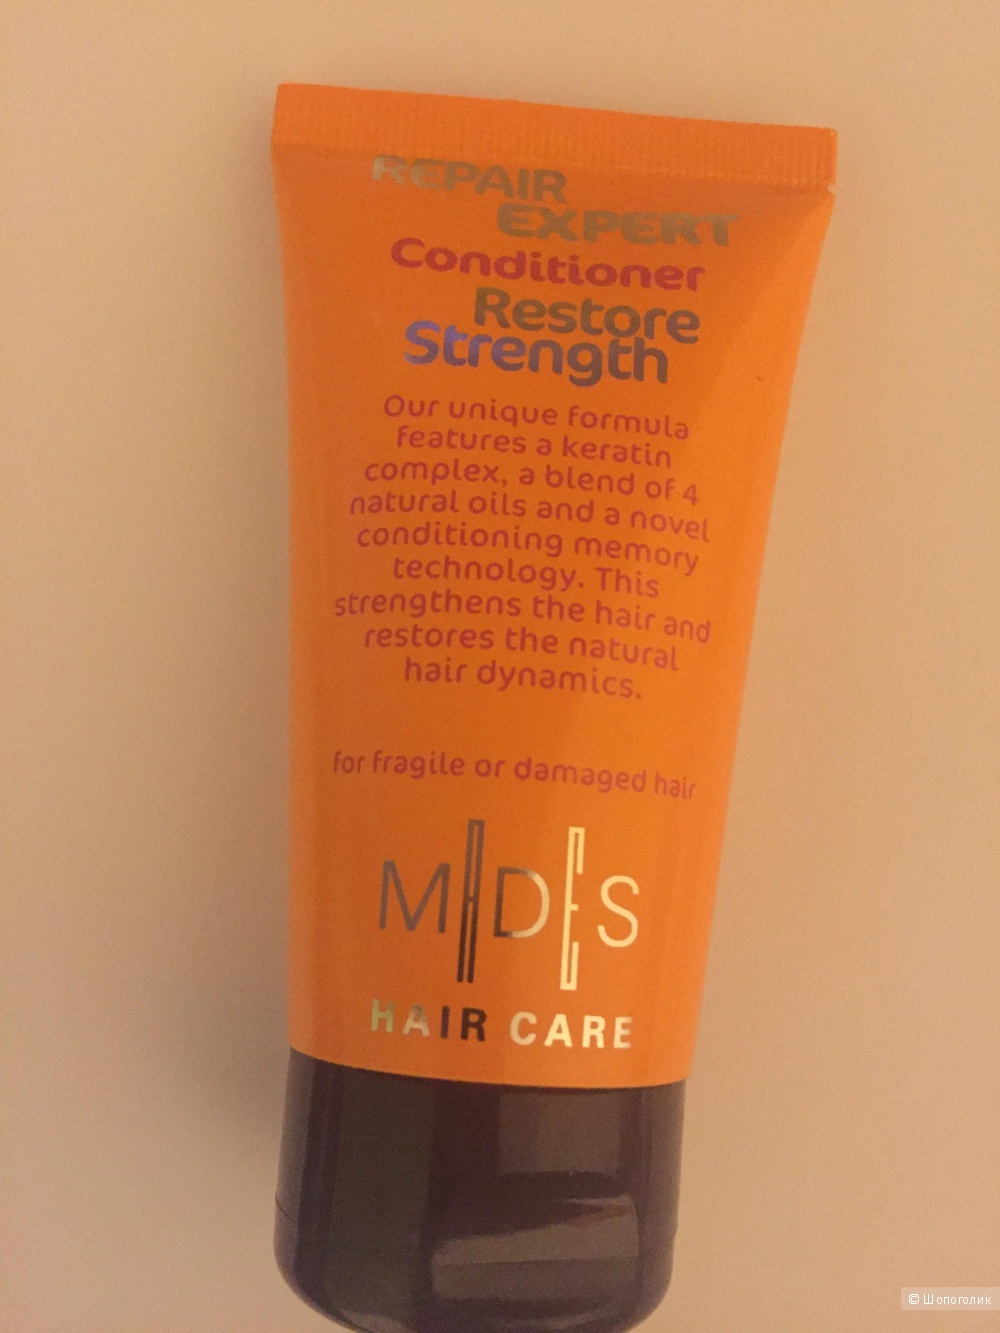 REPAIR
EXPERT
Conditioner
Restore
Strength
Our unique formula
features a keratin
complex, a blend of 4
natural oils and a novel
conditioning memory
technology. This
strengthens the hair and
restores the natural
hair dynamics.
for fragile or damaged hair
MADES
HAIR CARE
© Шопоголик